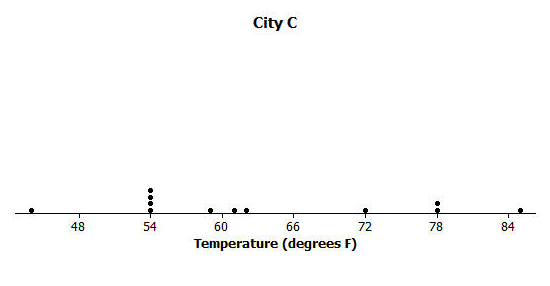 City C
48 54 60 66 72 78 84
Temperature (degrees F)